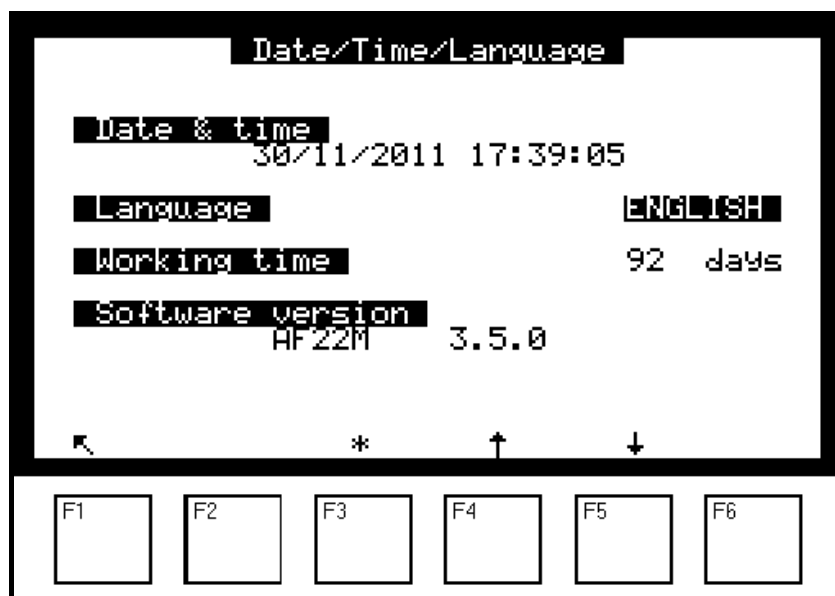 Date/Time/Language
Date & time
30/11/2011 17:39:05
Language ENGLISH
Working time 92 days
Software version
AF22M 3.5.0
*
F1 F2 F3 F4 F5 F6